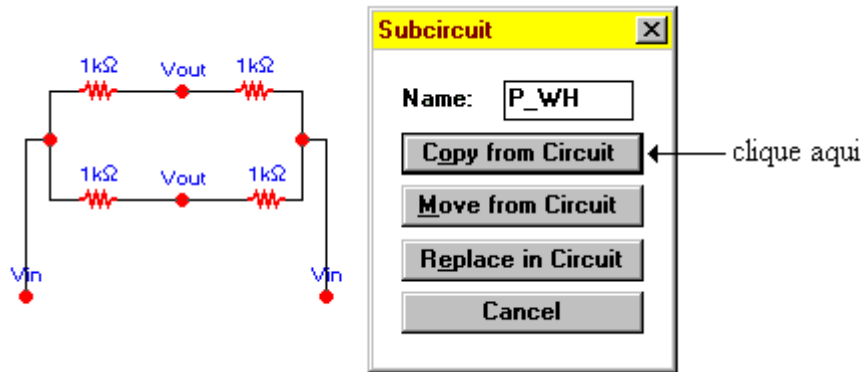 1kΩ Vout 1kΩ
1kΩ Vout 1kΩ
Vin Vin
Subcircuit
Name: P_WH
Copy from Circuit
clique aqui
Move from Circuit
Replace in Circuit
Cancel